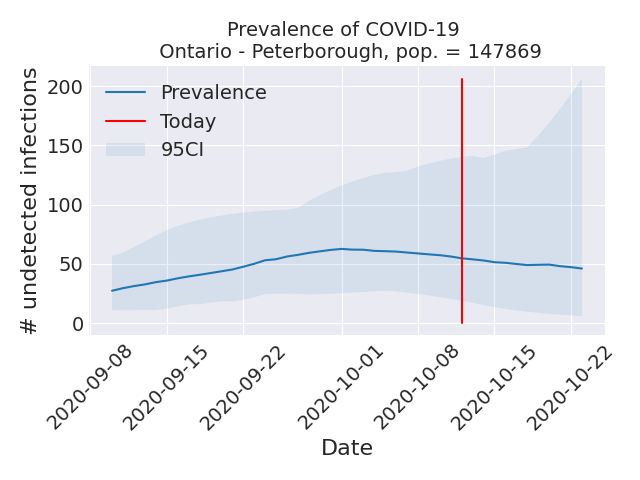 Prevalence of COVID-19
Ontario - Peterborough, pop. = 147869
# undetected infections
200
150
100
50
0
Prevalence
Today
95CI
2020-09-08
2020-09-15
2020-09-22
2020-10-01
2020-10-08
2020-10-15
2020-10-22
Date